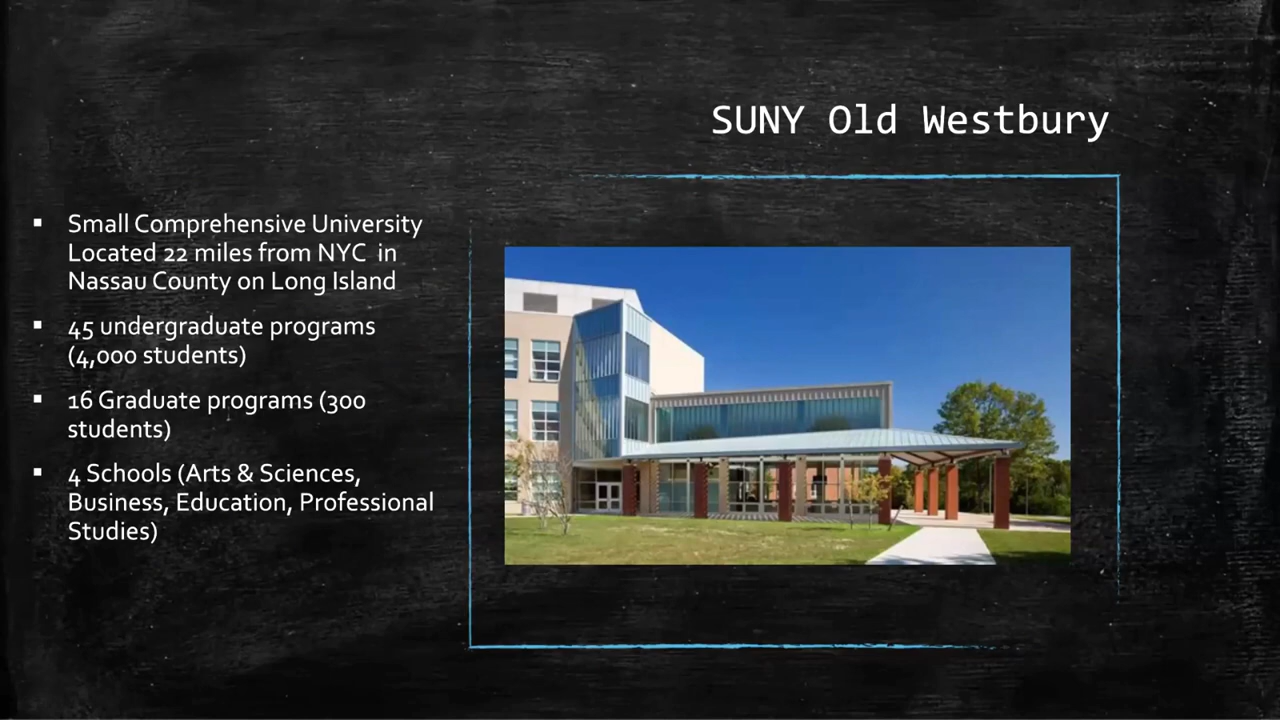 SUNY Old Westbury
▪ Small Comprehensive University
Located 22 miles from NYC in
Nassau County on Long Island
▪ 45 undergraduate programs
(4,000 students)
▪ 16 Graduate programs (300
students)
▪ 4 Schools (Arts & Sciences,
Business, Education, Professional
Studies)